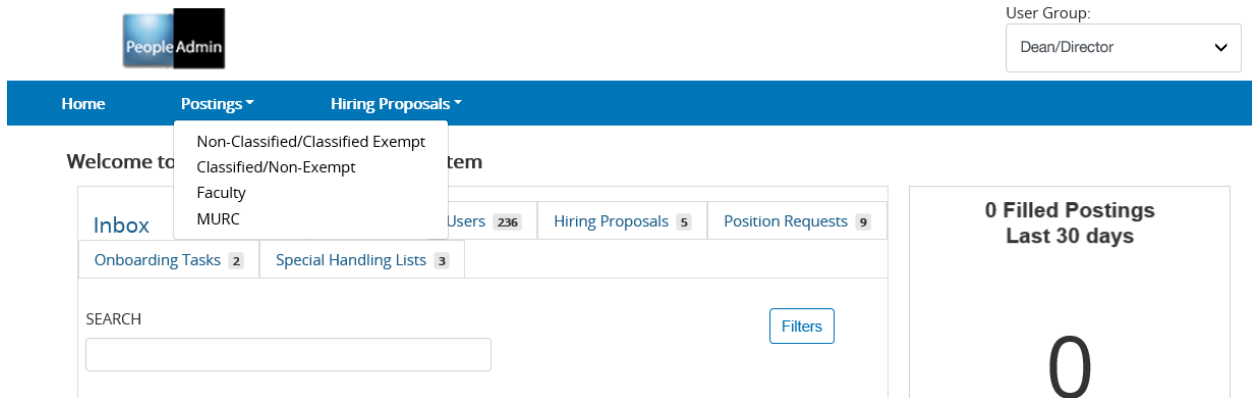 User Group:
PeopleAdmin
Dean/Director
Home Postings Hiring Proposals
Non-Classified/Classified Exempt
Welcome to tem
Classified/Non-Exempt
Faculty
MURC
Inbox Users 236 Hiring Proposals 5 Position Requests 9
Onboarding Tasks 2 Special Handling Lists 3
0 Filled Postings
Last 30 days
SEARCH
Filters
0